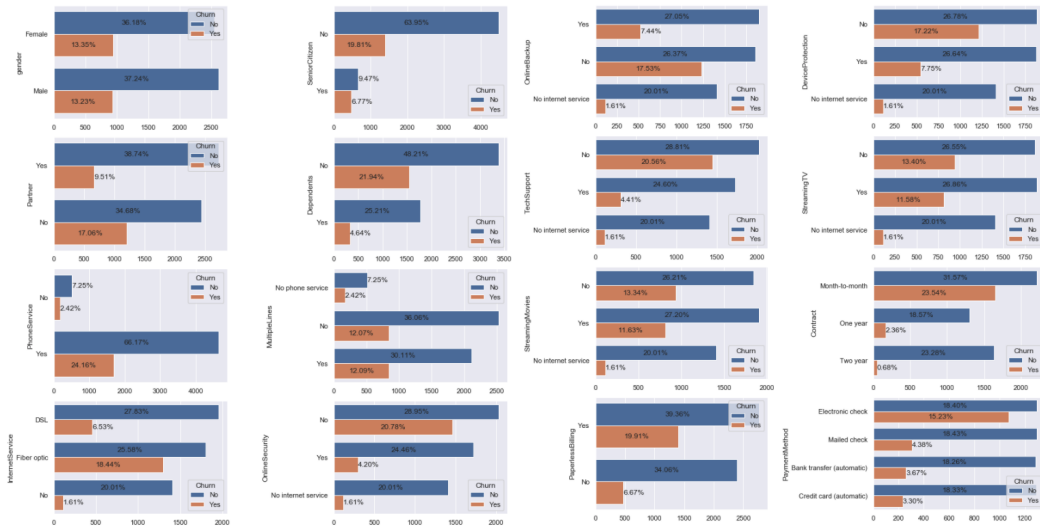 gender
Female
Male
36.18%
13.35%
37.24%
13.23%
Churn
No
Yes
0 500 1000 1500 2000 2500
SeniorCitizen
No
Yes
63.95%
19.81%
9.47%
6.77%
Churn
No
Yes
0 1000 2000 3000 4000
OnlineBackup
Yes
No
No internet service
27.05%
7.44%
26.37%
17.53%
20.01%
1.61%
Churn
No
Yes
0 250 500 750 1000 1250 1500 1750
DeviceProtection
No
Yes
No internet service
26.78%
17.22%
26.64%
7.75%
20.01%
1.61%
Churn
No
Yes
0 250 500 750 1000 1250 1500 1750
Partner
Yes
No
38.74%
9.51%
34.68%
17.06%
Churn
No
Yes
0 500 1000 1500 2000 2500
Dependents
No
Yes
48.21%
21.94%
25.21%
4.64%
Churn
No
Yes
0 500 1000 1500 2000 2500 3000 3500
TechSupport
No
Yes
No internet service
28.81%
20.56%
24.60%
4.41%
20.01%
1.61%
Churn
No
Yes
0 250 500 750 1000 1250 1500 1750 2000
StreamingTV
No
Yes
No internet service
26.55%
13.40%
26.86%
11.58%
20.01%
1.61%
Churn
No
Yes
0 250 500 750 1000 1250 1500 1750
PhoneService
No
Yes
7.25%
2.42%
66.17%
24.16%
Churn
No
Yes
0 1000 2000 3000 4000
MultipleLines
No phone service
No
Yes
7.25%
2.42%
36.06%
12.07%
30.11%
12.09%
Churn
No
Yes
0 500 1000 1500 2000 2500
StreamingMovies
No
Yes
No internet service
26.21%
13.34%
27.20%
11.63%
20.01%
1.61%
Churn
No
Yes
0 250 500 750 1000 1250 1500 1750 2000
Contract
Month-to-month
One year
Two year
31.57%
23.54%
18.57%
2.36%
23.28%
0.68%
Churn
No
Yes
0 500 1000 1500 2000
InternetService
DSL
Fiber optic
No
27.83%
6.53%
25.58%
18.44%
20.01%
1.61%
Churn
No
Yes
0 250 500 750 1000 1250 1500 1750 2000
OnlineSecurity
No
Yes
No internet service
28.95%
20.78%
24.46%
4.20%
20.01%
1.61%
Churn
No
Yes
0 250 500 750 1000 1250 1500 1750 2000
PaperlessBilling
Yes
No
39.36%
19.91%
34.06%
6.67%
Churn
No
Yes
0 500 1000 1500 2000 2500
PaymentMethod
Electronic check
Mailed check
Bank transfer (automatic)
Credit card (automatic)
18.40%
15.23%
18.43%
4.38%
18.26%
3.67%
18.33%
3.30%
Churn
No
Yes
0 200 400 600 800 1000 1200